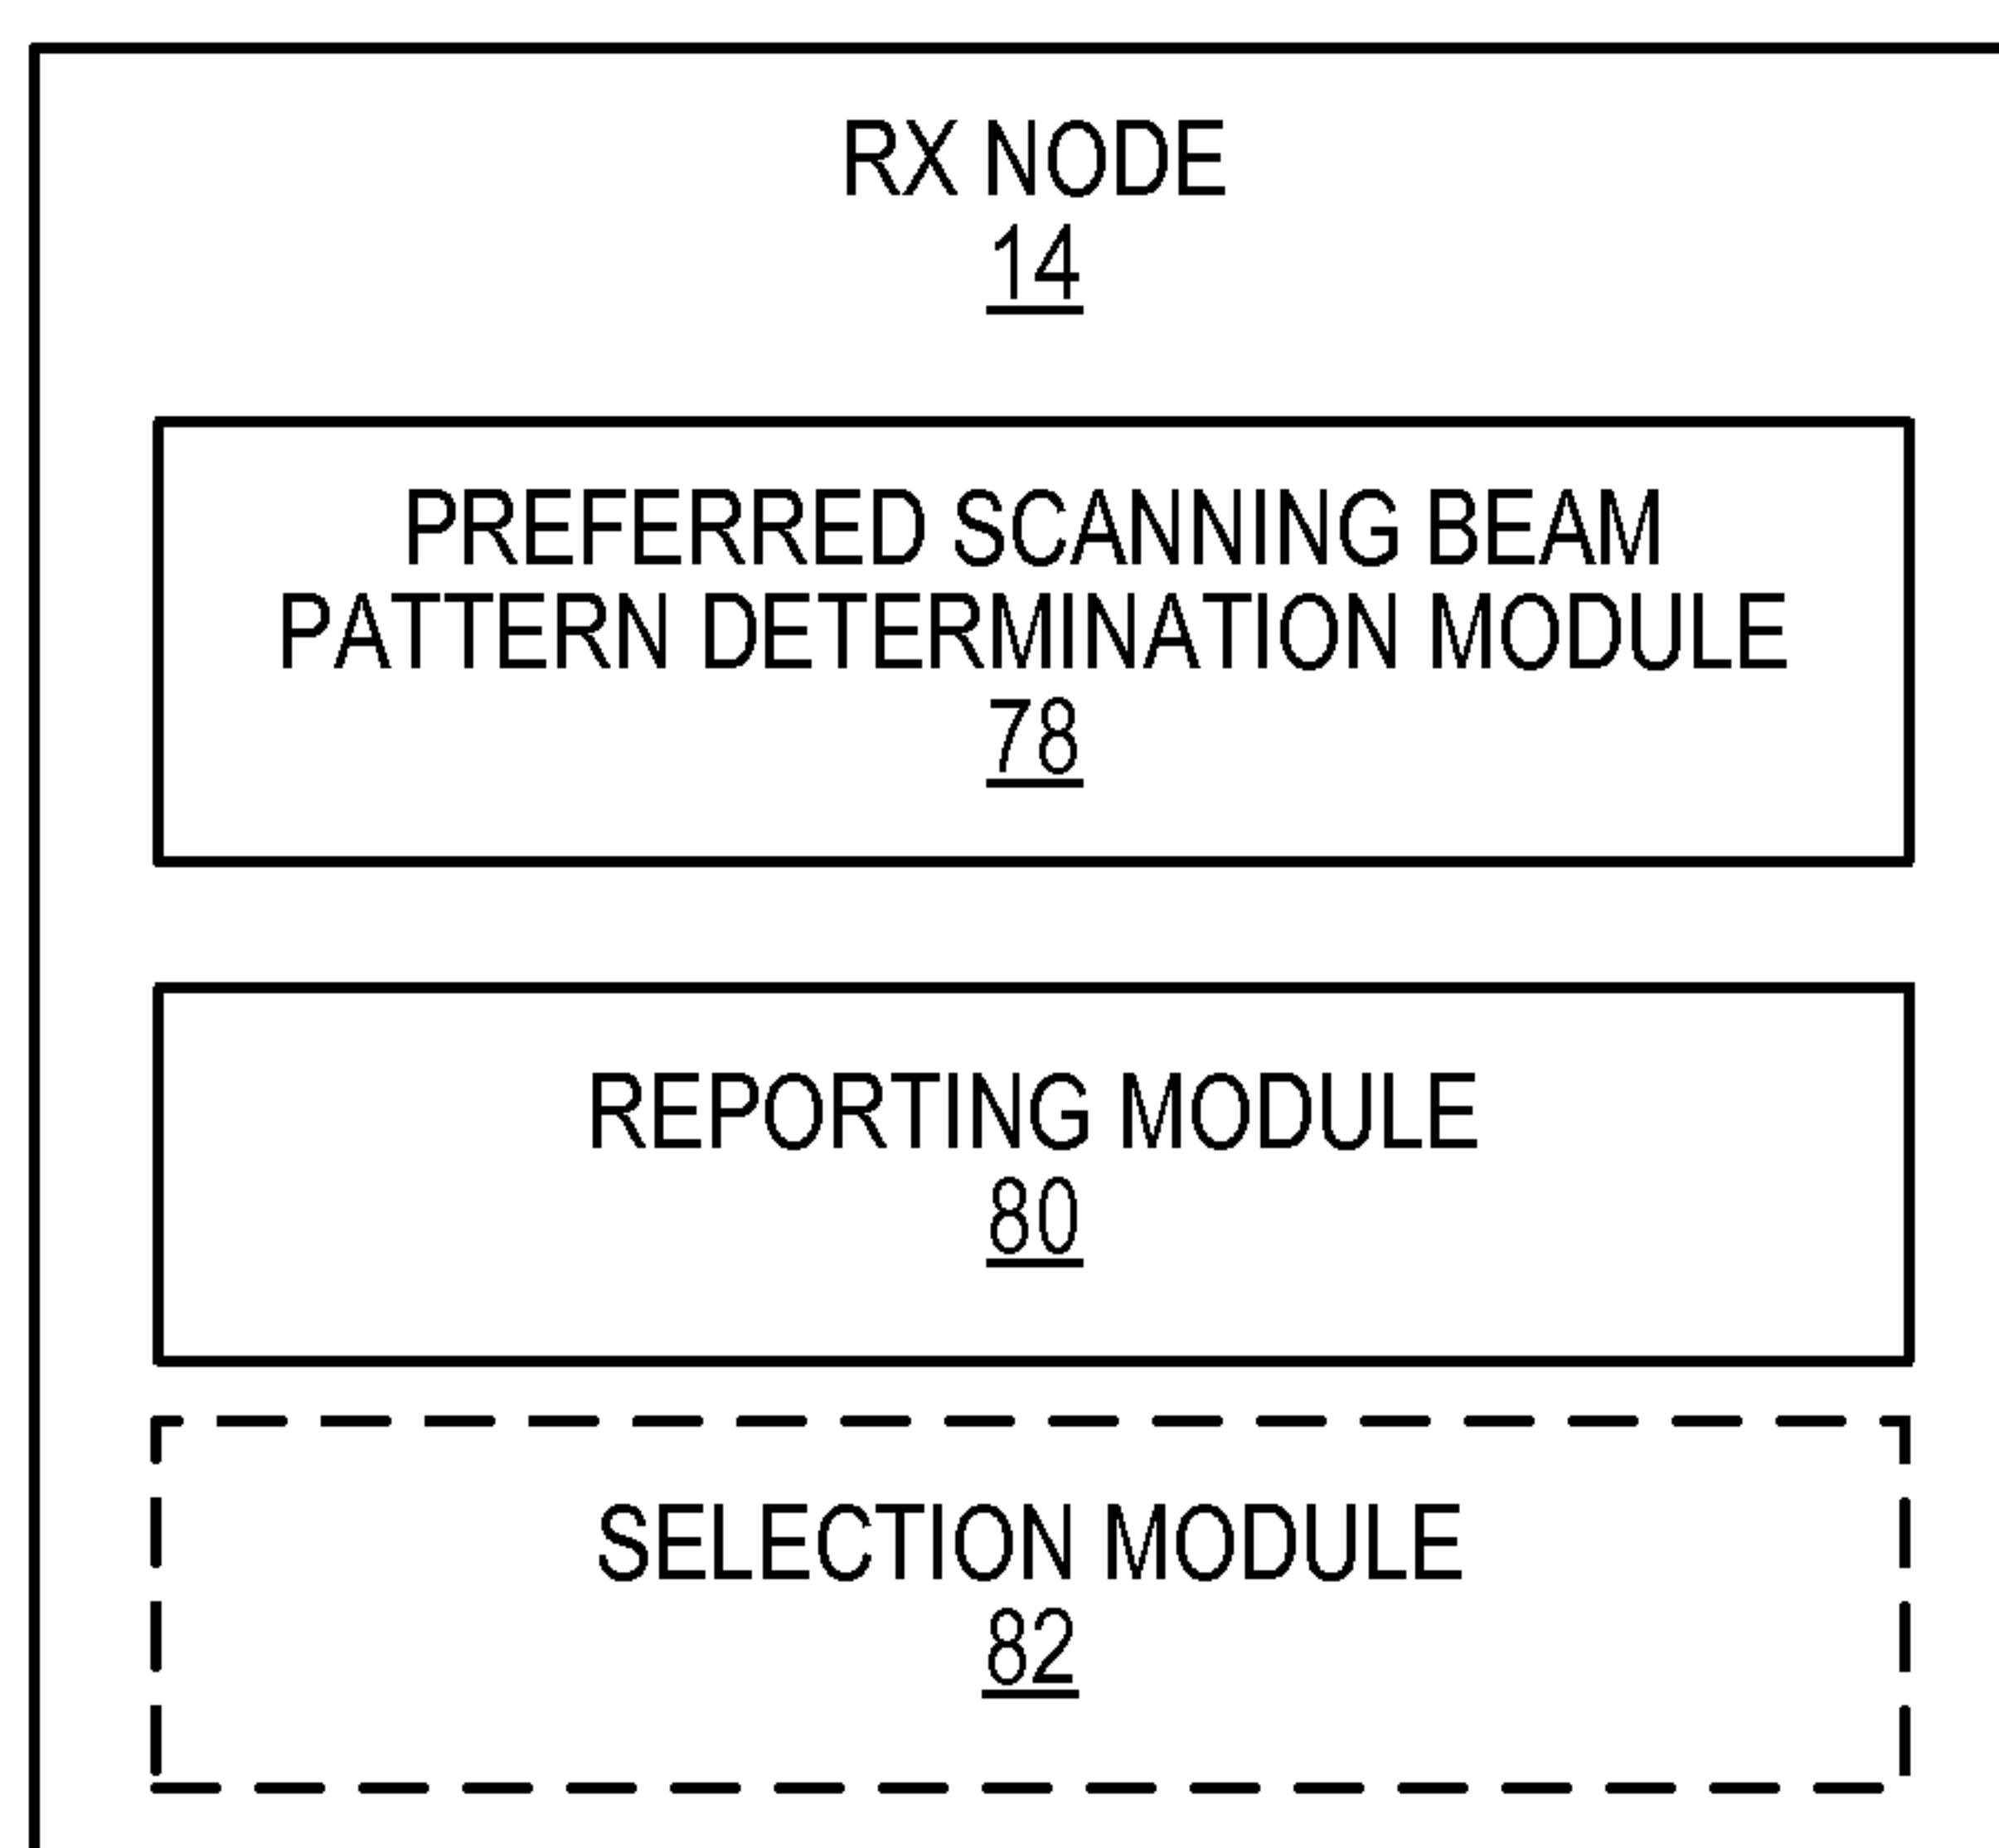 RX NODE
14
PREFERRED SCANNING BEAM
PATTERN DETERMINATION MODULE
78
REPORTING MODULE
80
SELECTION MODULE
82